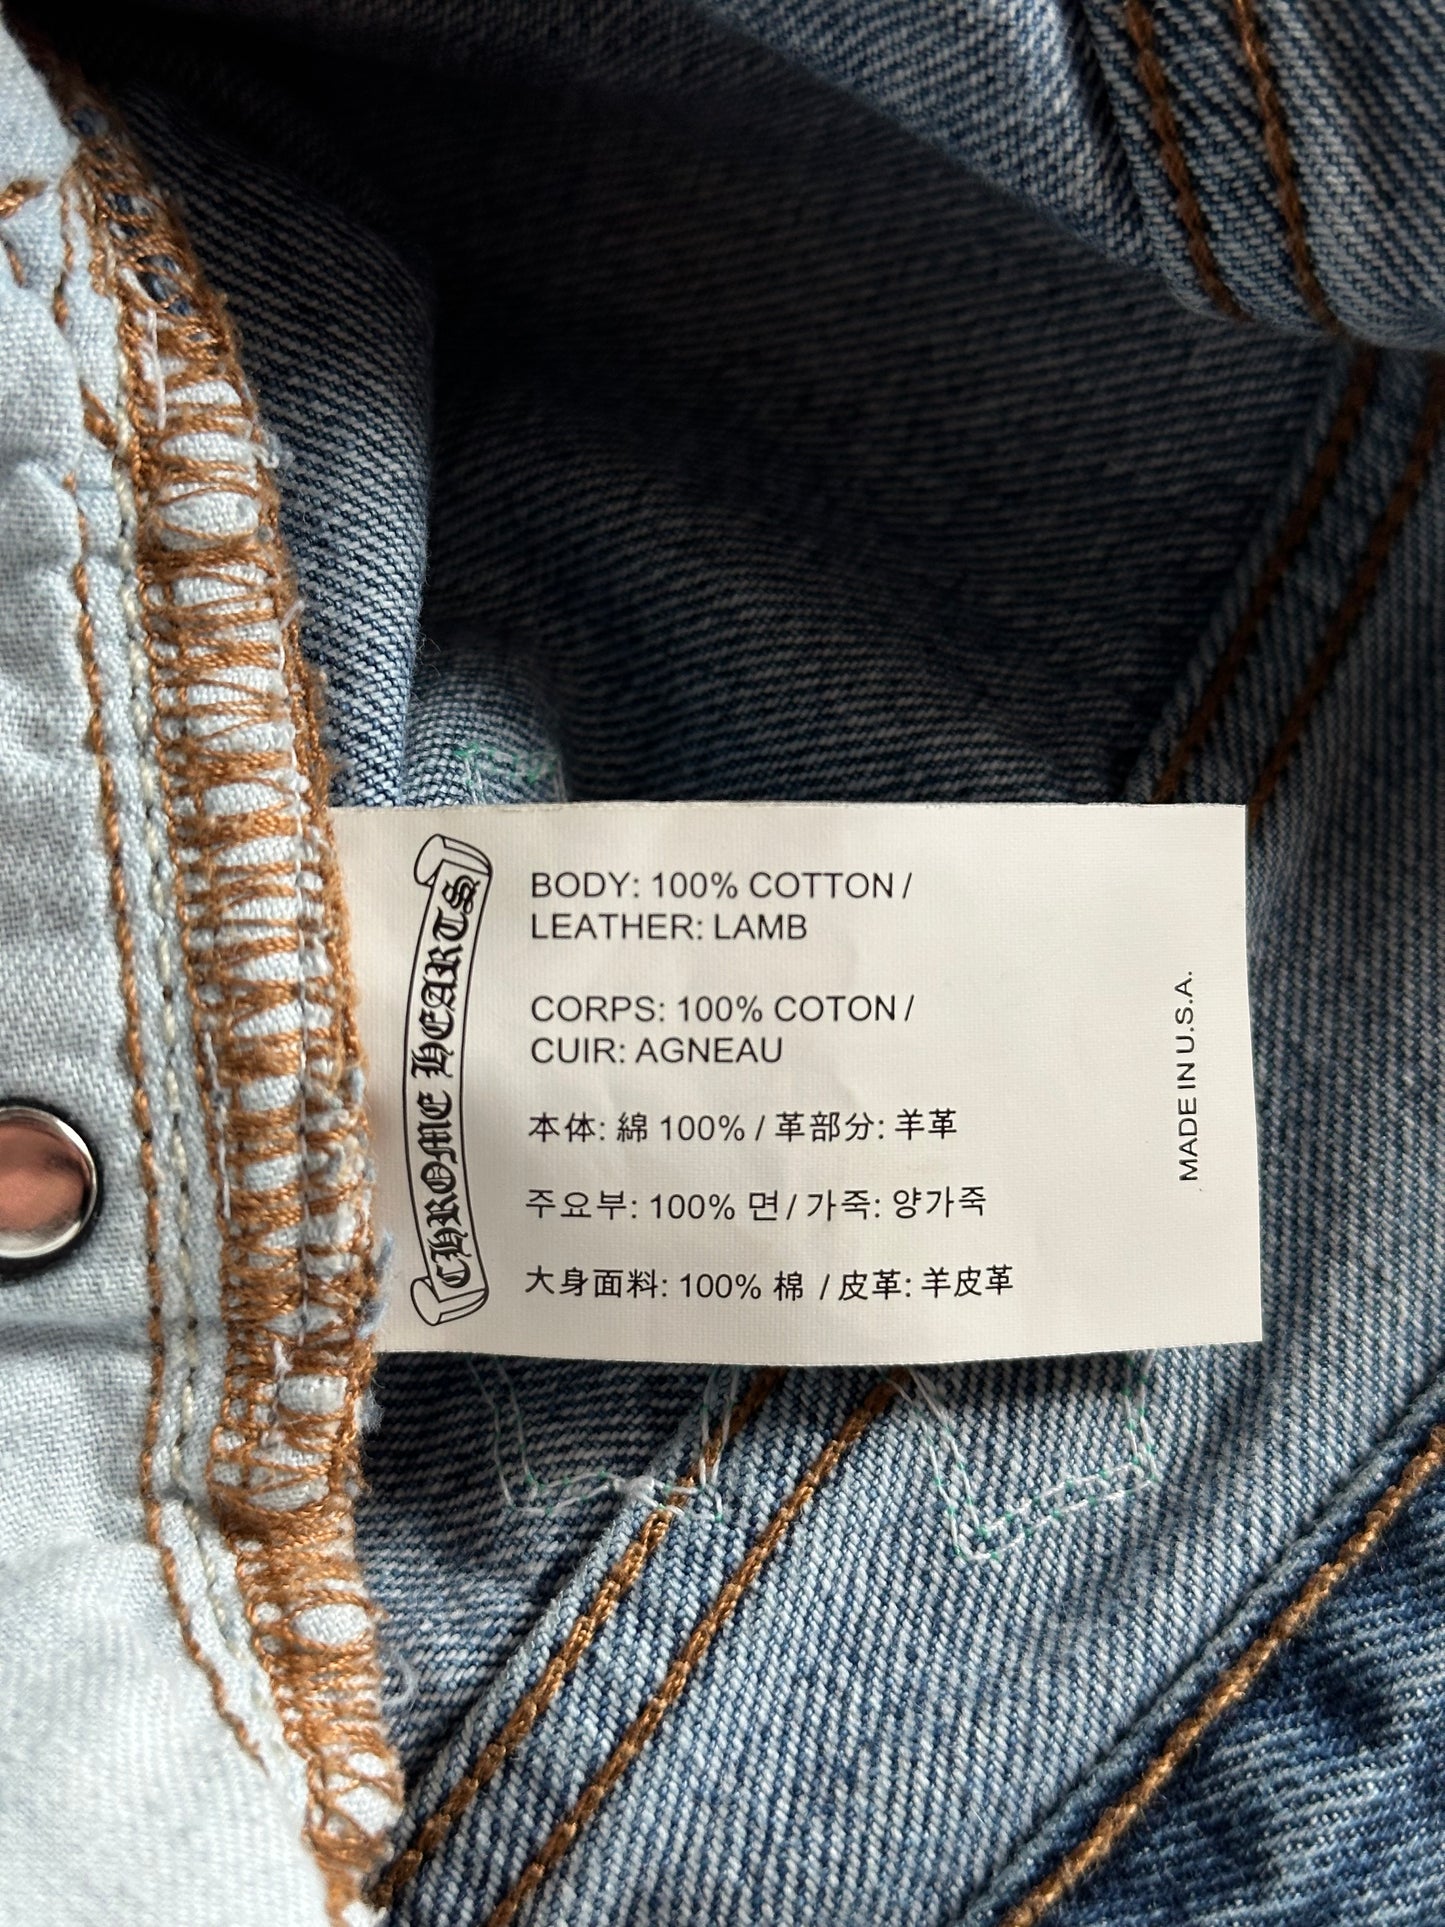 CHROME HEARTS
BODY: 100% COTTON /
LEATHER: LAMB
CORPS: 100% COTON /
CUIR: AGNEAU
本体: 綿 100% / 革部分: 羊革
주요부: 100% 면 / 가죽: 양가죽
大身面料: 100% 棉 / 皮革: 羊皮革
MADE IN U.S.A.